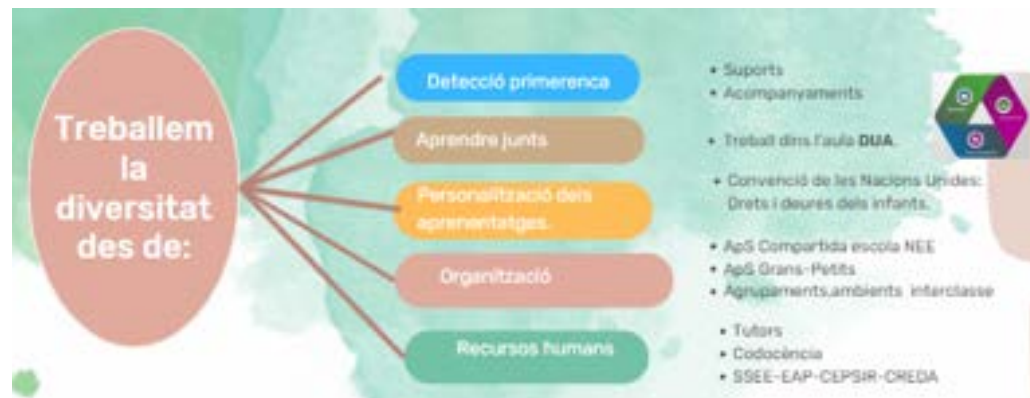 Treballem
la
diversitat
des de:
Detecció primerenca
Aprendre junts
Personalització dels
aprenentatges.
Organització
Recursos humans
• Suports
• Acompanyaments
• Treball dins l'aula DUA.
• Convenció de les Nacions Unides:
Drets i deures dels infants.
• ApS Compartida escola NEE
• ApS Grans-Petits
• Agrupaments,ambients interclasse
• Tutors
• Codocència
• SSEE-EAP-CEPSIR-CREDA